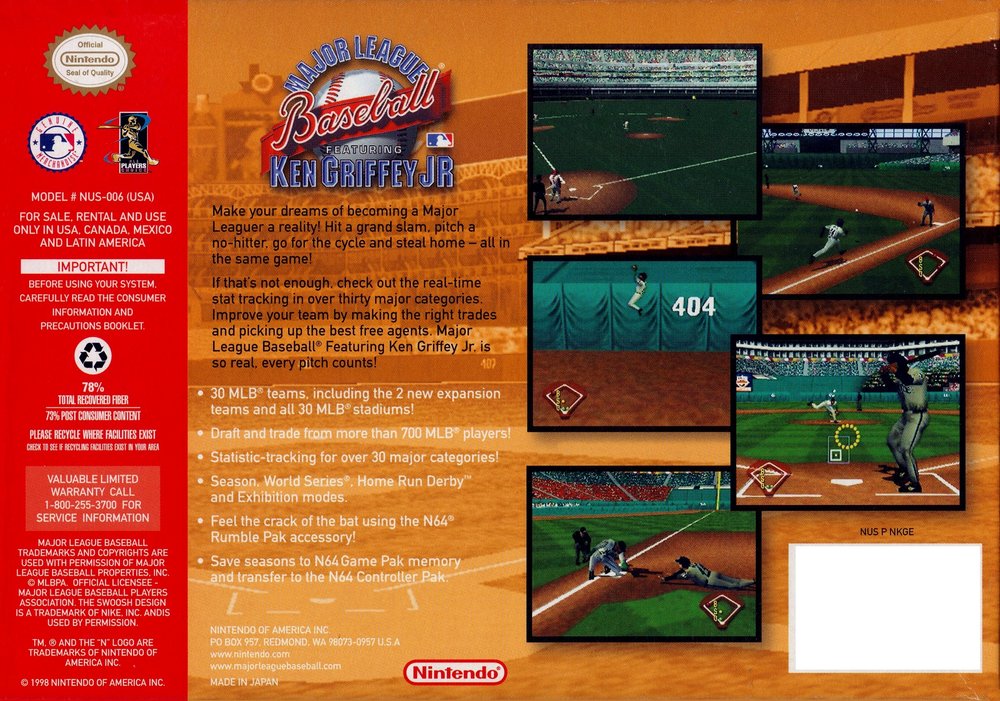 Official
Nintendo
Seal of Quality
GENUINE
MERCHANDISE
PLAYERS
CHOICE
MODEL # NUS-006 (USA)
FOR SALE, RENTAL AND USE
ONLY IN USA, CANADA, MEXICO
AND LATIN AMERICA
IMPORTANT!
BEFORE USING YOUR SYSTEM,
CAREFULLY READ THE CONSUMER
INFORMATION AND
PRECAUTIONS BOOKLET.
78%
TOTAL RECOVERED FIBER
73% POST CONSUMER CONTENT
PLEASE RECYCLE WHERE FACILITIES EXIST
CHECK TO SEE IF RECYCLING FACILITIES EXIST IN YOUR AREA
VALUABLE LIMITED
WARRANTY CALL
1-800-255-3700 FOR
SERVICE INFORMATION
MAJOR LEAGUE BASEBALL
TRADEMARKS AND COPYRIGHTS ARE
USED WITH PERMISSION OF MAJOR
LEAGUE BASEBALL PROPERTIES, INC.
© MLBPA. OFFICIAL LICENSEE -
MAJOR LEAGUE BASEBALL PLAYERS
ASSOCIATION. THE SWOOSH DESIGN
IS A TRADEMARK OF NIKE, INC. ANDIS
USED BY PERMISSION.
TM, ® AND THE "N" LOGO ARE
TRADEMARKS OF NINTENDO OF
AMERICA INC.
© 1998 NINTENDO OF AMERICA INC.
MAJOR LEAGUE
Baseball®
FEATURING
KEN GRIFFEY JR
Make your dreams of becoming a Major
Leaguer a reality! Hit a grand slam, pitch a
no-hitter, go for the cycle and steal home – all in
the same game!
If that's not enough, check out the real-time
stat tracking in over thirty major categories.
Improve your team by making the right trades
and picking up the best free agents. Major
League Baseball® Featuring Ken Griffey Jr. is
so real, every pitch counts!
• 30 MLB® teams, including the 2 new expansion
teams and all 30 MLB® stadiums!
• Draft and trade from more than 700 MLB® players!
• Statistic-tracking for over 30 major categories!
• Season, World Series®, Home Run Derby™
and Exhibition modes.
• Feel the crack of the bat using the N64®
Rumble Pak accessory!
• Save seasons to N64 Game Pak memory
and transfer to the N64 Controller Pak.
NINTENDO OF AMERICA INC.
PO BOX 957, REDMOND, WA 98073-0957 U.S.A
www.nintendo.com
www.majorleaguebaseball.com
MADE IN JAPAN
Nintendo®
404
407
NUS P NKGE